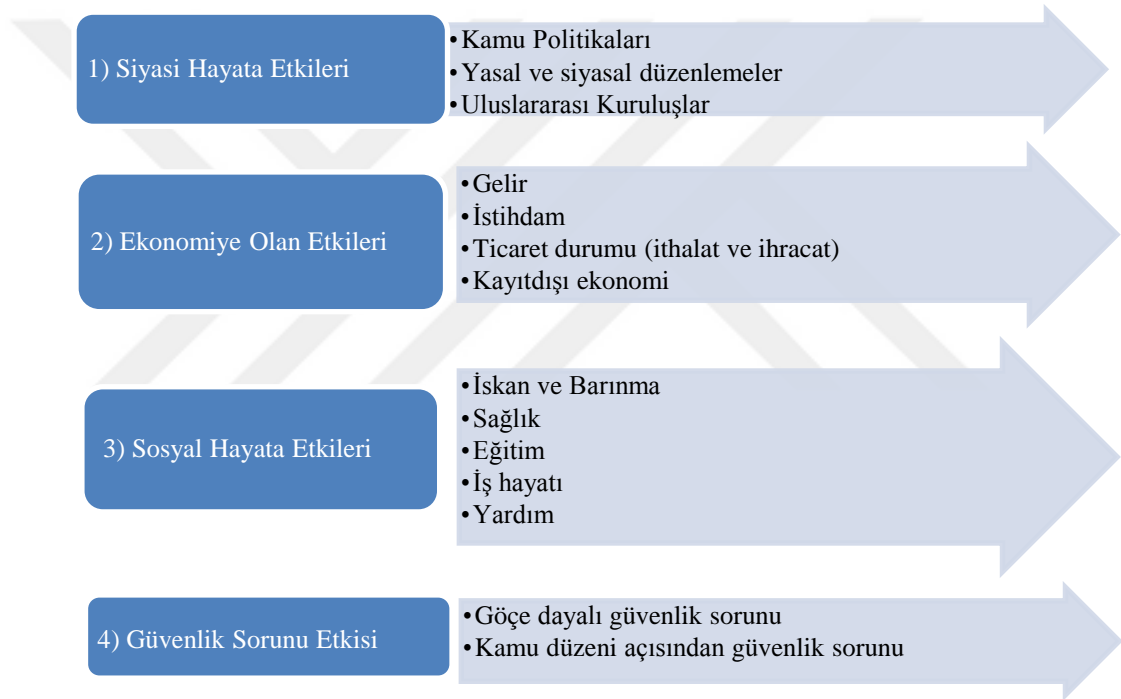 1) Siyasi Hayata Etkileri
•Kamu Politikaları
•Yasal ve siyasal düzenlemeler
•Uluslararası Kuruluşlar
2) Ekonomiye Olan Etkileri
•Gelir
•İstihdam
•Ticaret durumu (ithalat ve ihracat)
•Kayıtdışı ekonomi
3) Sosyal Hayata Etkileri
•İskan ve Barınma
•Sağlık
•Eğitim
•İş hayatı
•Yardım
4) Güvenlik Sorunu Etkisi
•Göçe dayalı güvenlik sorunu
•Kamu düzeni açısından güvenlik sorunu